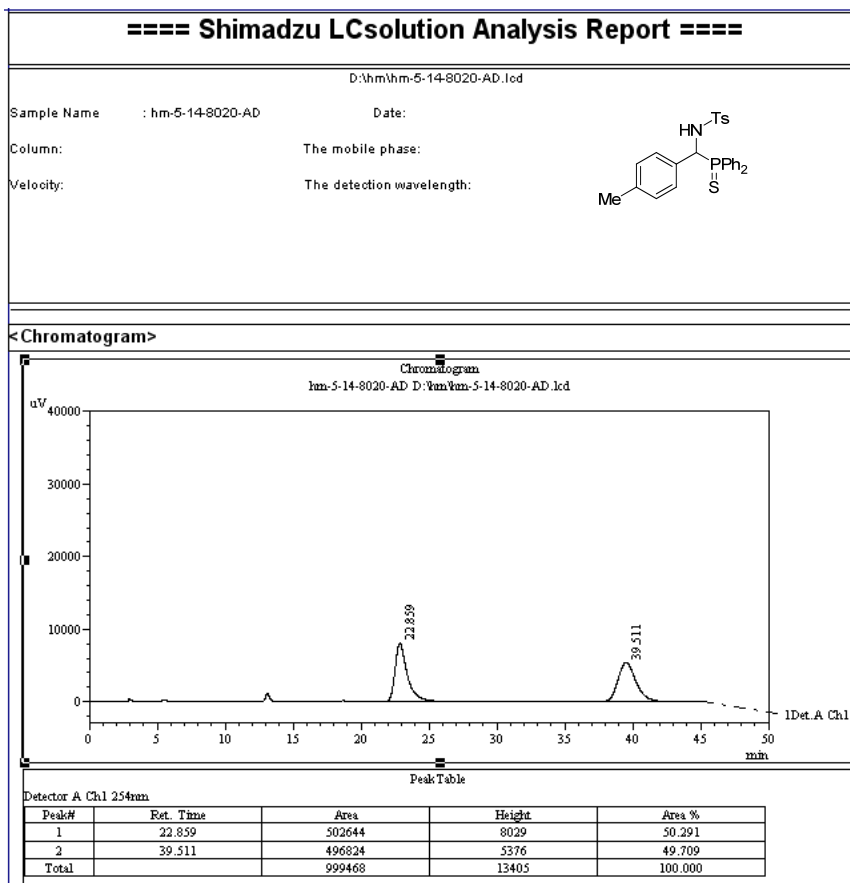 ==== Shimadzu LCsolution Analysis Report ====
D:\hm\hm-5-14-8020-AD.lcd
Sample Name : hm-5-14-8020-AD Date:
Column: The mobile phase:
Velocity: The detection wavelength:
HN Ts
PPh2
S
Me
<Chromatogram>
Chromatogram
hm-5-14-8020-AD D:\hm\hm-5-14-8020-AD.lcd
uV
40000
30000
20000
10000
0
22.859
39.511
1Det.A Ch1
0 5 10 15 20 25 30 35 40 45 50
min
PeakTable
Detector A Ch1 254nm
Peak# Ret. Time Area Height Area %
1 22.859 502644 8029 50.291
2 39.511 496824 5376 49.709
Total 999468 13405 100.000